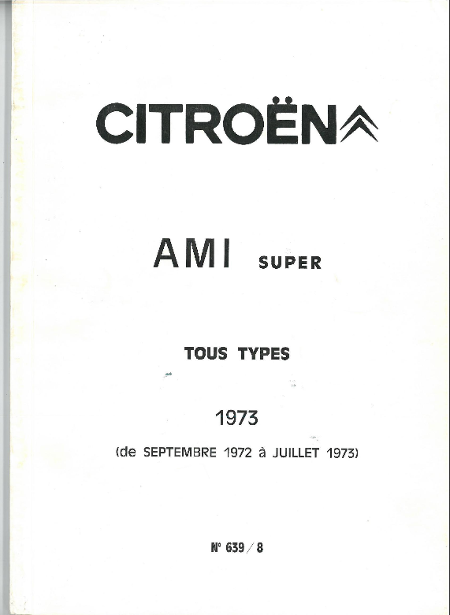 CITROËN
AMI SUPER
TOUS TYPES
1973
(de SEPTEMBRE 1972 à JUILLET 1973)
N° 639 / 8